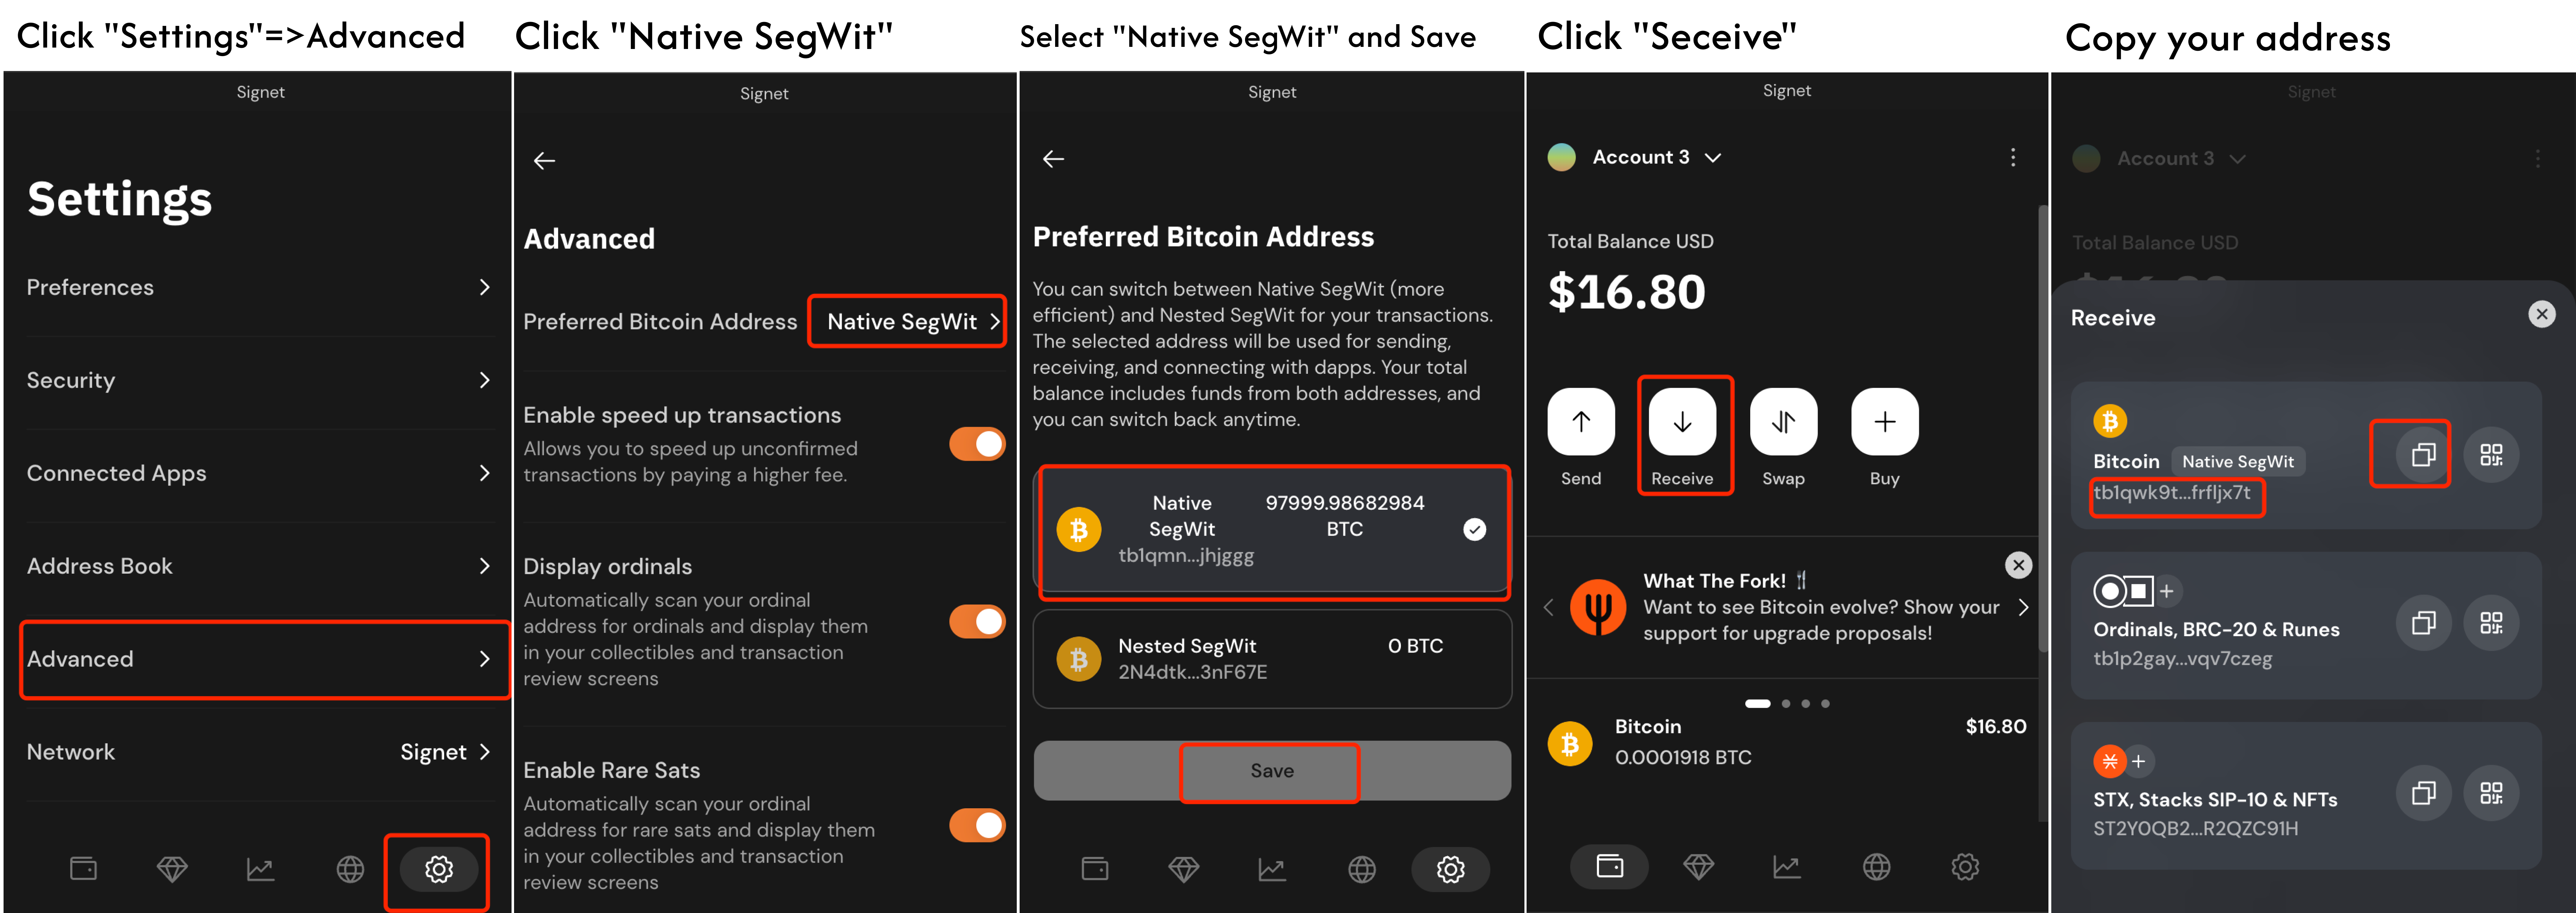 Click "Settings"=>Advanced
Signet
Settings
Preferences
Security
Connected Apps
Address Book
Advanced
Network Signet
Click "Native SegWit"
Signet
Advanced
Preferred Bitcoin Address Native SegWit
Enable speed up transactions
Allows you to speed up unconfirmed
transactions by paying a higher fee.
Display ordinals
Automatically scan your ordinal
address for ordinals and display them
in your collectibles and transaction
review screens
Enable Rare Sats
Automatically scan your ordinal
address for rare sats and display them
in your collectibles and transaction
review screens
Select "Native SegWit" and Save
Signet
Preferred Bitcoin Address
You can switch between Native SegWit (more
efficient) and Nested SegWit for your transactions.
The selected address will be used for sending,
receiving, and connecting with dapps. Your total
balance includes funds from both addresses, and
you can switch back anytime.
Native 97999.98682984
SegWit BTC
tb1qmn...jhjggg
Nested SegWit 0 BTC
2N4dtk...3nF67E
Save
Click "Seceive"
Signet
Account 3
Total Balance USD
$16.80
Send Receive Swap Buy
What The Fork! 🍴
Want to see Bitcoin evolve? Show your
support for upgrade proposals!
Bitcoin $16.80
0.0001918 BTC
Copy your address
Signet
Account 3
Total Balance USD
$16.80
Receive
Bitcoin Native SegWit
tb1qwk9t...frfljx7t
Ordinals, BRC-20 & Runes
tb1p2gay...vqv7czeg
STX, Stacks SIP-10 & NFTs
ST2Y0QB2...R2QZC91H